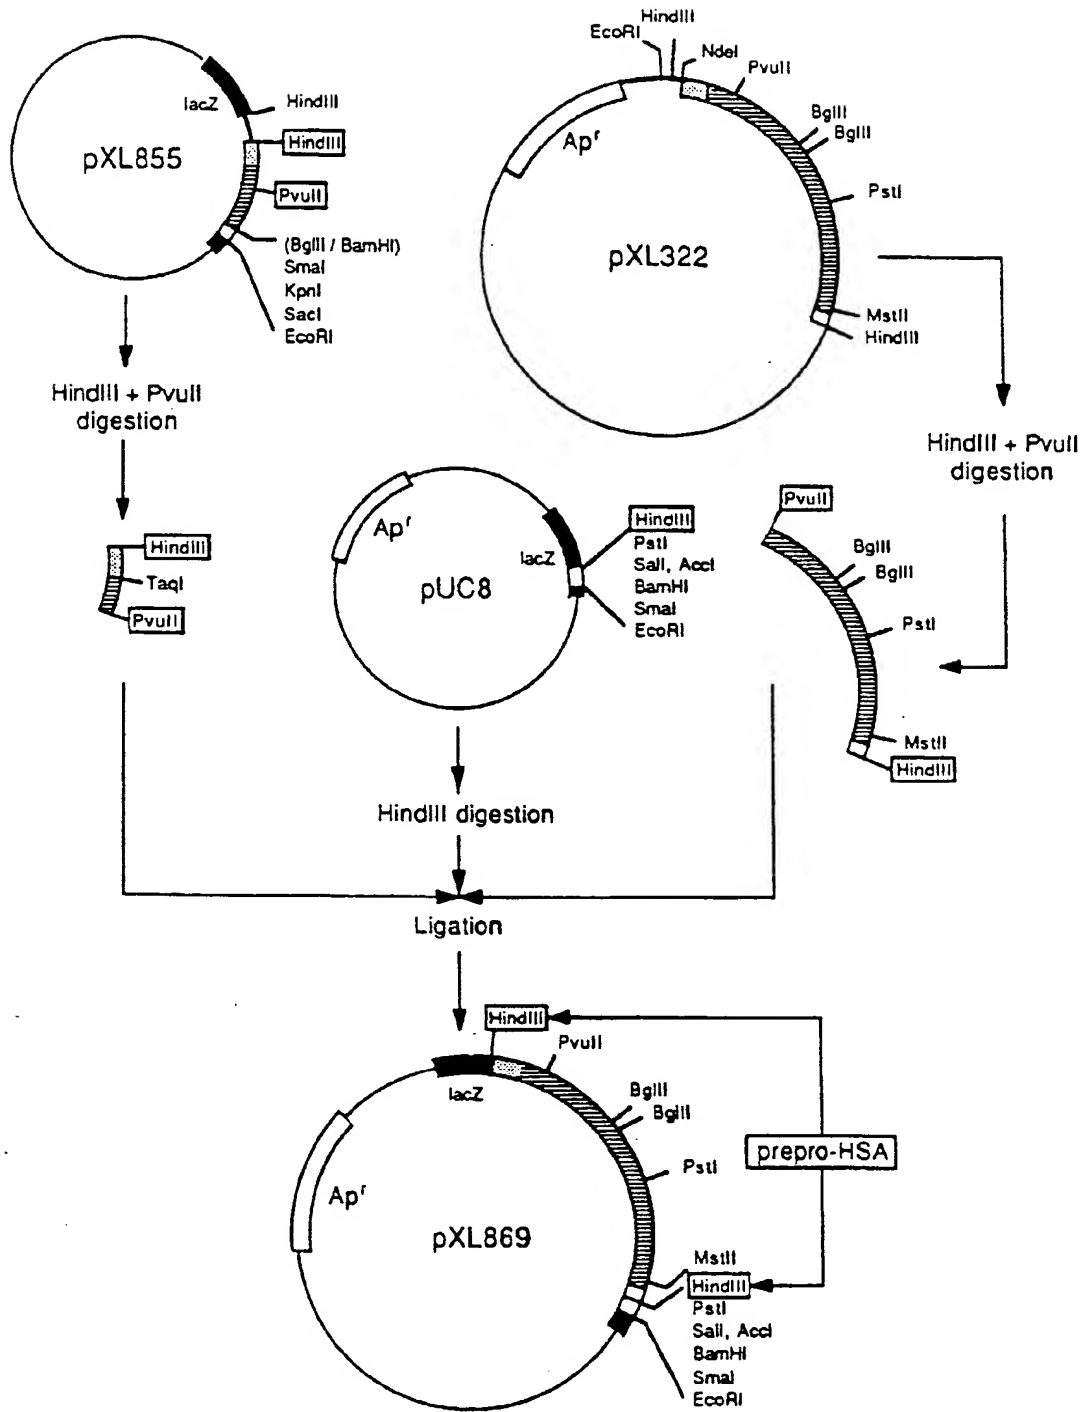 lacZ
HindIII
HindIII
pXL855
PvuII
(BglII / BamHI)
SmaI
KpnI
SacI
EcoRI
HindIII
EcoRI
NdeI
PvuII
BglII
BglII
Apr
PstI
pXL322
MstII
HindIII
HindIII + PvuII
digestion
HindIII + PvuII
digestion
HindIII
TaqI
PvuII
Apr
lacZ
pUC8
HindIII
PstI
SalI, AccI
BamHI
SmaI
EcoRI
PvuII
BglII
BglII
PstI
MstII
HindIII
HindIII digestion
Ligation
HindIII
PvuII
lacZ
BglII
BglII
prepro-HSA
PstI
Apr
pXL869
MstII
HindIII
PstI
SalI, AccI
BamHI
SmaI
EcoRI